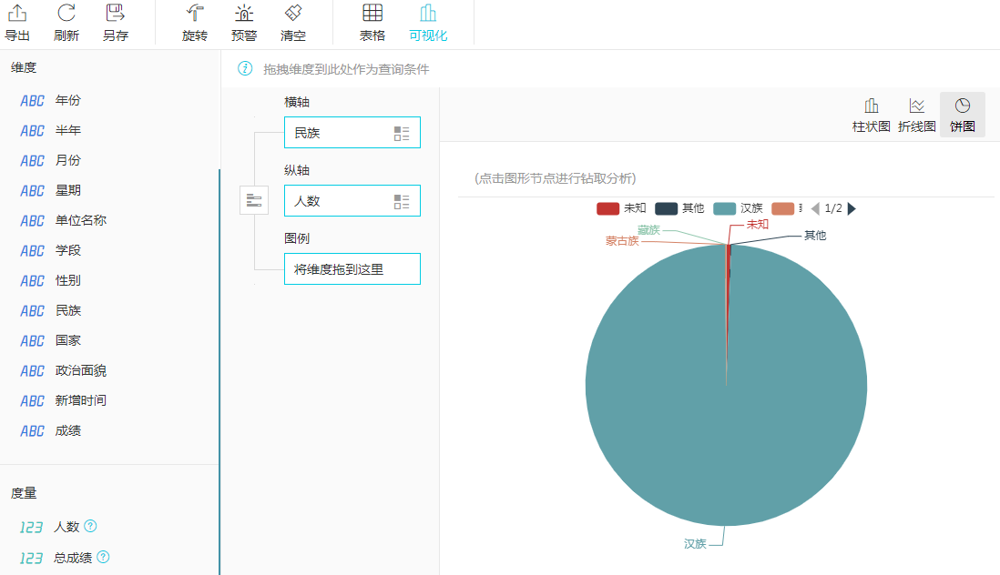 导出 刷新 另存 旋转 预警 清空 表格 可视化
维度
ABC 年份
ABC 半年
ABC 月份
ABC 星期
ABC 单位名称
ABC 学段
ABC 性别
ABC 民族
ABC 国家
ABC 政治面貌
ABC 新增时间
ABC 成绩
度量
123 人数 ?
123 总成绩 ?
i 拖拽维度到此处作为查询条件
横轴
民族
纵轴
人数
图例
将维度拖到这里
柱状图 折线图 饼图
(点击图形节点进行钻取分析)
未知 其他 汉族 1/2
藏族
未知
蒙古族
其他
汉族